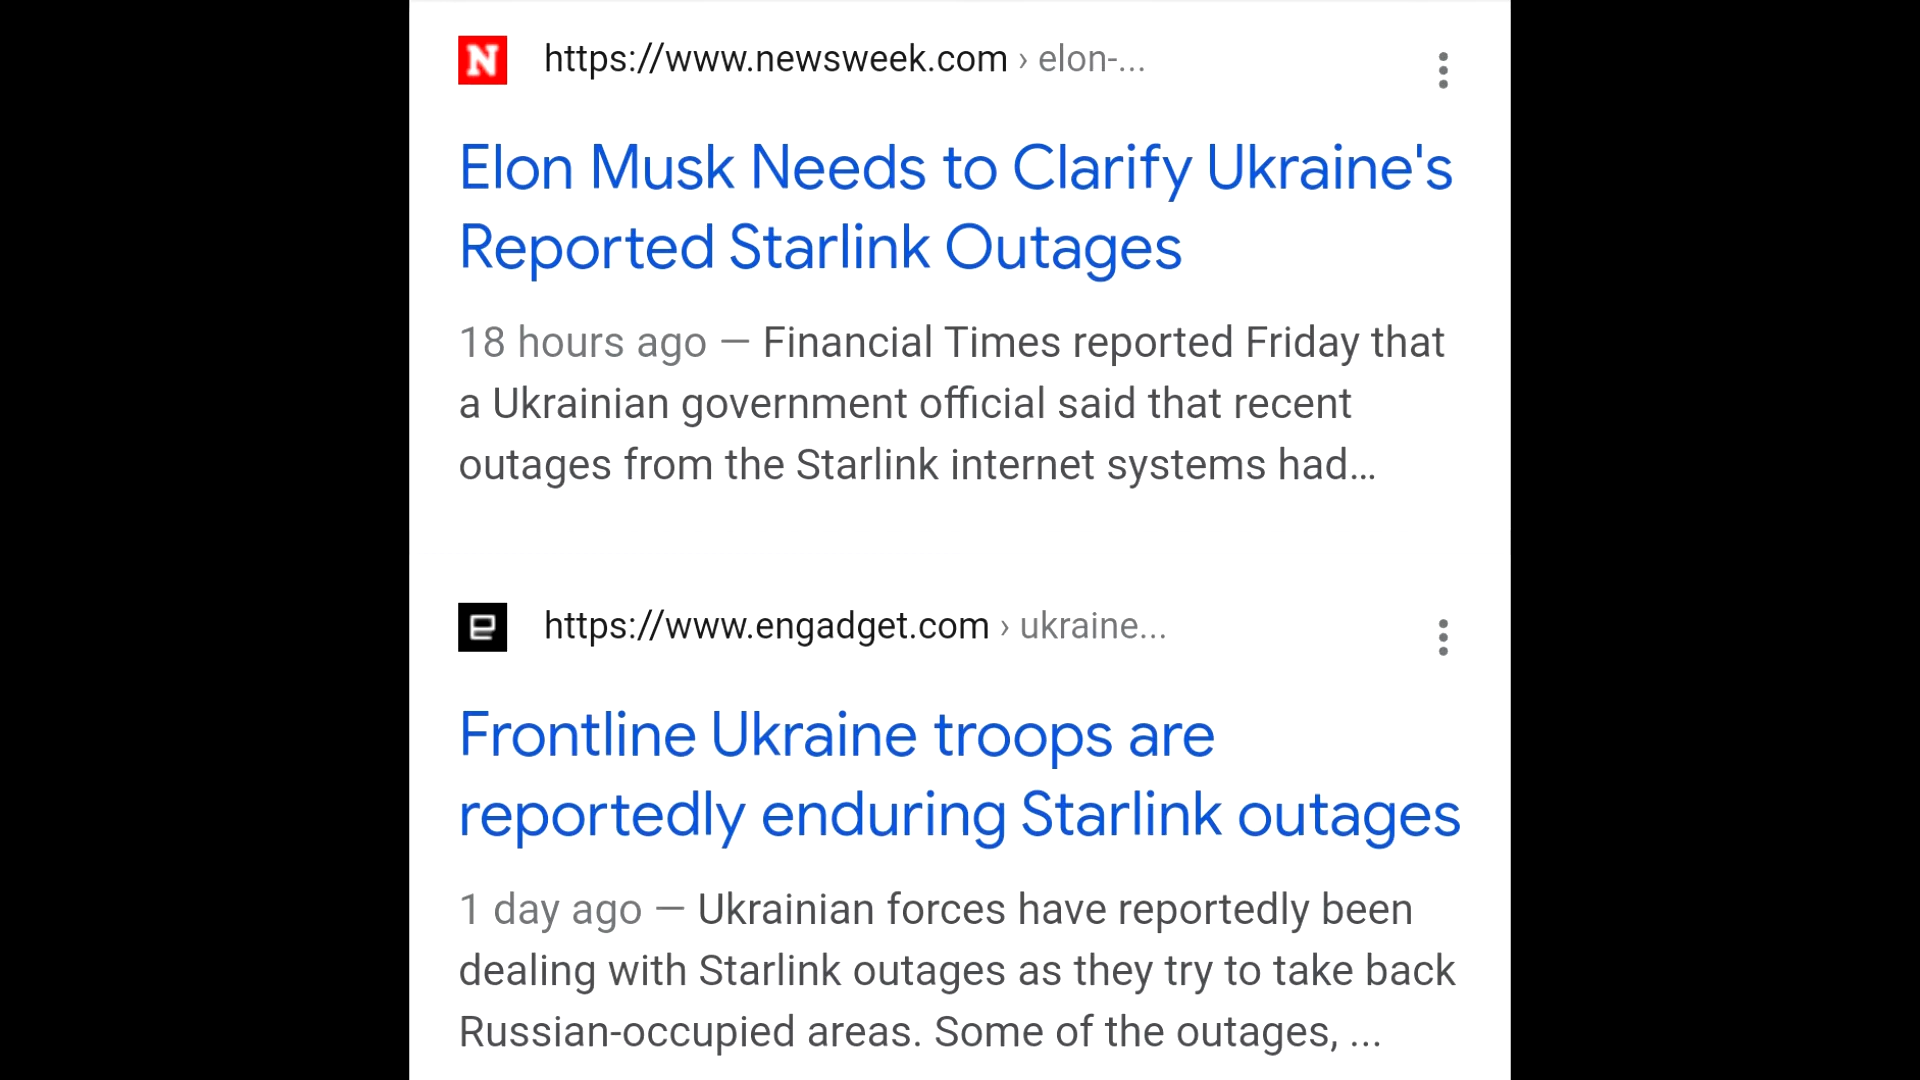 N https://www.newsweek.com › elon-...
Elon Musk Needs to Clarify Ukraine's
Reported Starlink Outages
18 hours ago — Financial Times reported Friday that
a Ukrainian government official said that recent
outages from the Starlink internet systems had...
e https://www.engadget.com › ukraine...
Frontline Ukraine troops are
reportedly enduring Starlink outages
1 day ago — Ukrainian forces have reportedly been
dealing with Starlink outages as they try to take back
Russian-occupied areas. Some of the outages, ...